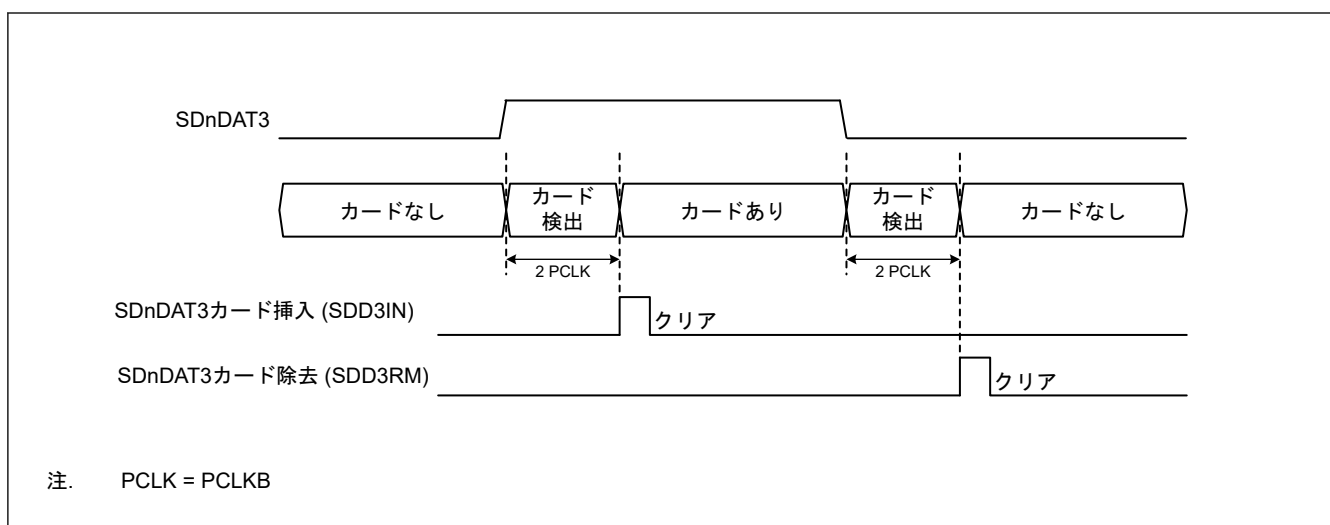 SDnDAT3
カードなし
カード
検出
カードあり
カード
検出
カードなし
2 PCLK
2 PCLK
SDnDAT3カード挿入 (SDD3IN)
クリア
SDnDAT3カード除去 (SDD3RM)
クリア
注. PCLK = PCLKB